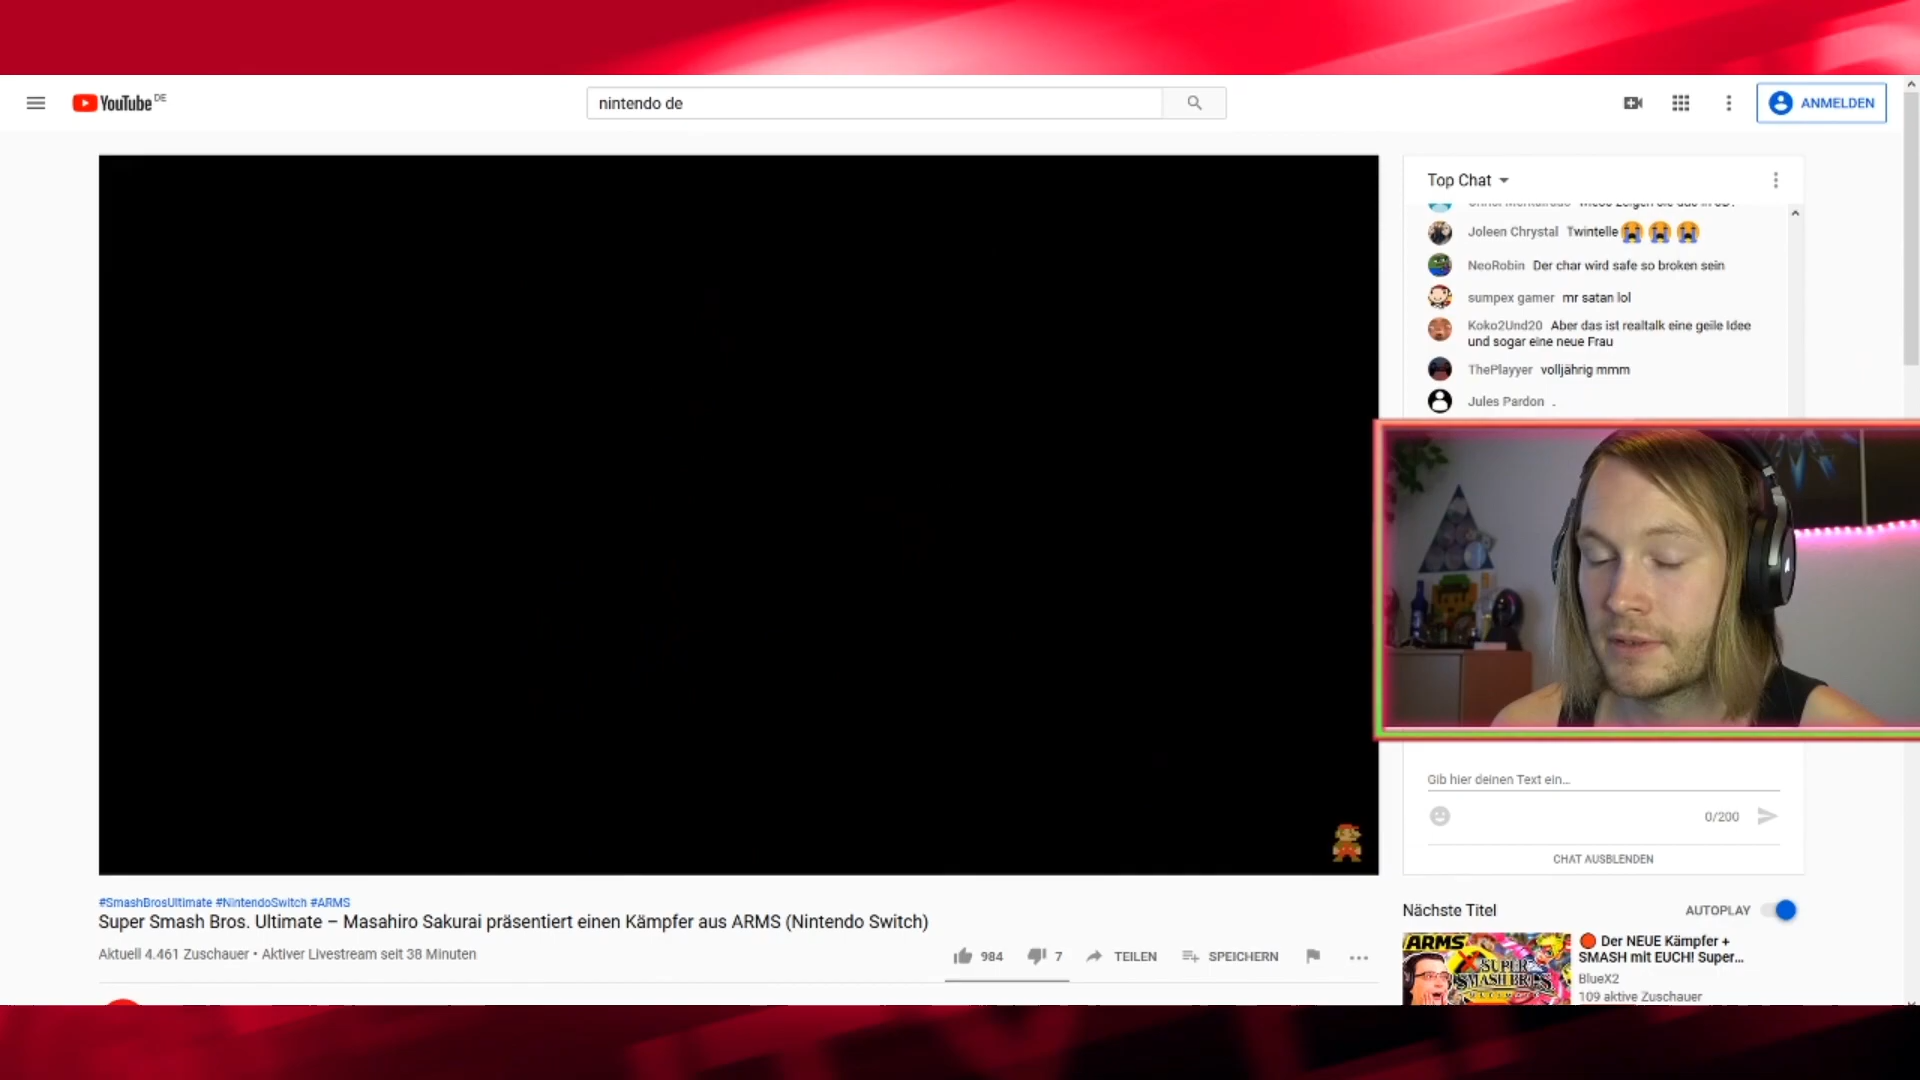 YouTube DE
nintendo de
ANMELDEN
Top Chat
Joleen Chrystal Twintelle
NeoRobin Der char wird safe so broken sein
sumpex gamer mr satan lol
Koko2Und20 Aber das ist realtalk eine geile Idee
und sogar eine neue Frau
ThePlayyer volljährig mmm
Jules Pardon .
Gib hier deinen Text ein...
0/200
CHAT AUSBLENDEN
#SmashBrosUltimate #NintendoSwitch #ARMS
Super Smash Bros. Ultimate – Masahiro Sakurai präsentiert einen Kämpfer aus ARMS (Nintendo Switch)
Aktuell 4.461 Zuschauer • Aktiver Livestream seit 38 Minuten
984
7
TEILEN
SPEICHERN
Nächste Titel
AUTOPLAY
ARMS
SUPER
SMASH BROS.
ULTIMATE
Der NEUE Kämpfer +
SMASH mit EUCH! Super...
BlueX2
109 aktive Zuschauer